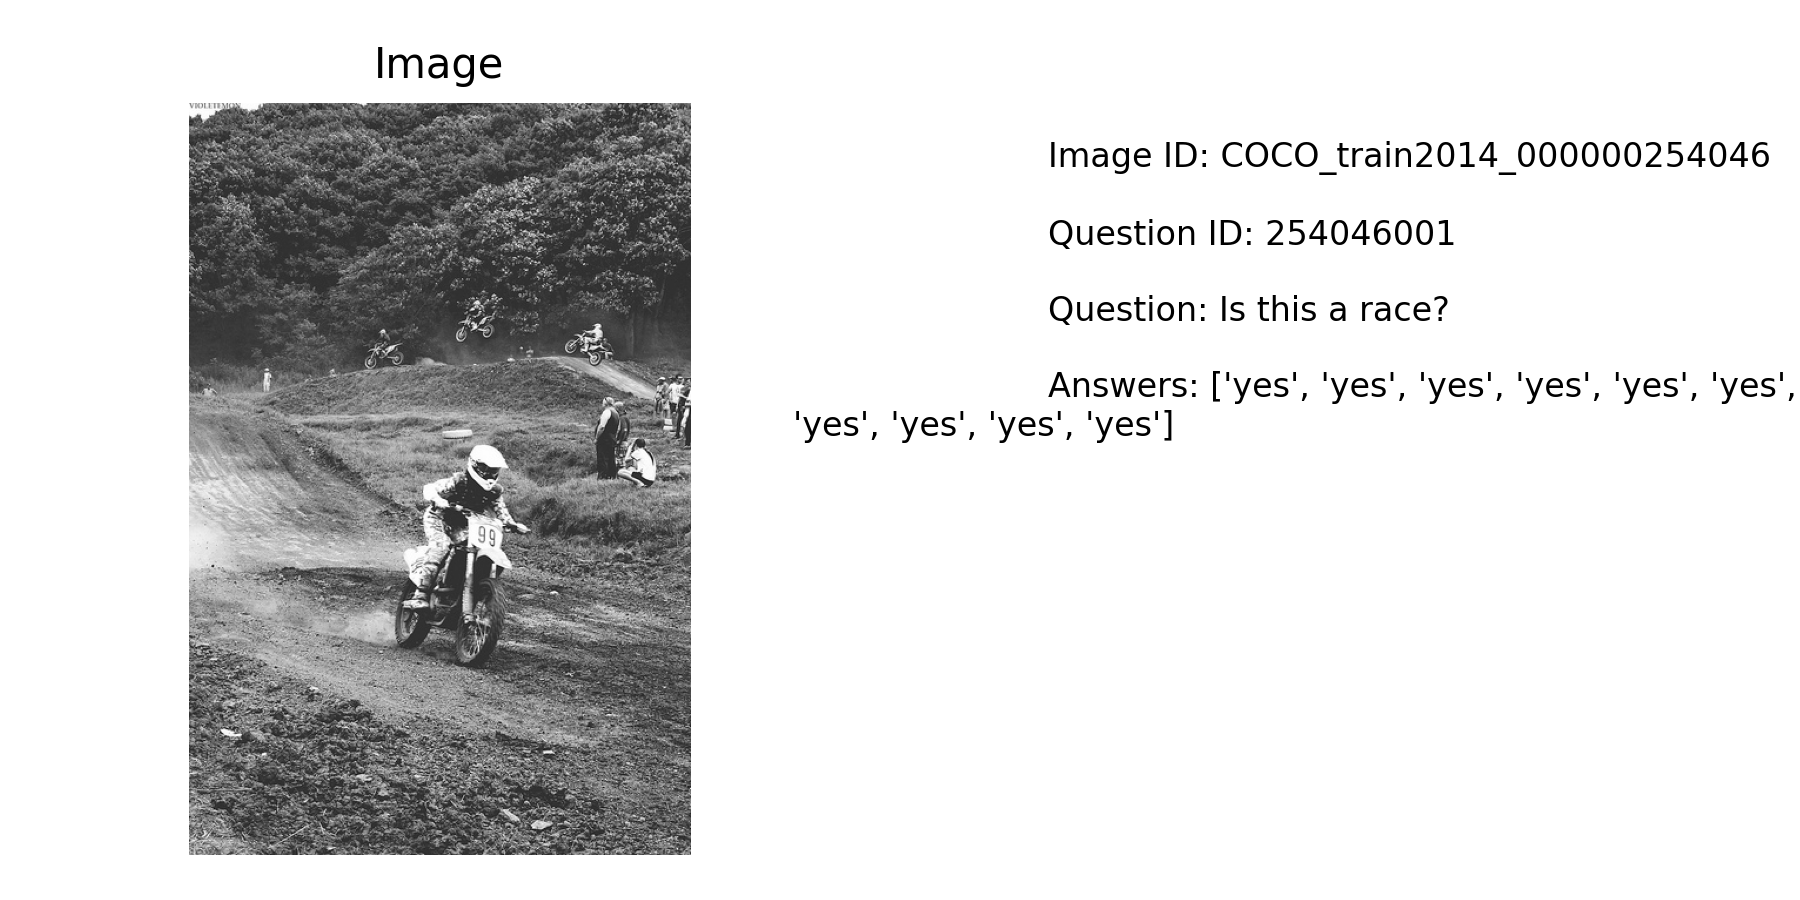 Image
VIOLETEMON
Image ID: COCO_train2014_000000254046
Question ID: 254046001
Question: Is this a race?
Answers: ['yes', 'yes', 'yes', 'yes', 'yes', 'yes',
'yes', 'yes', 'yes', 'yes']
99